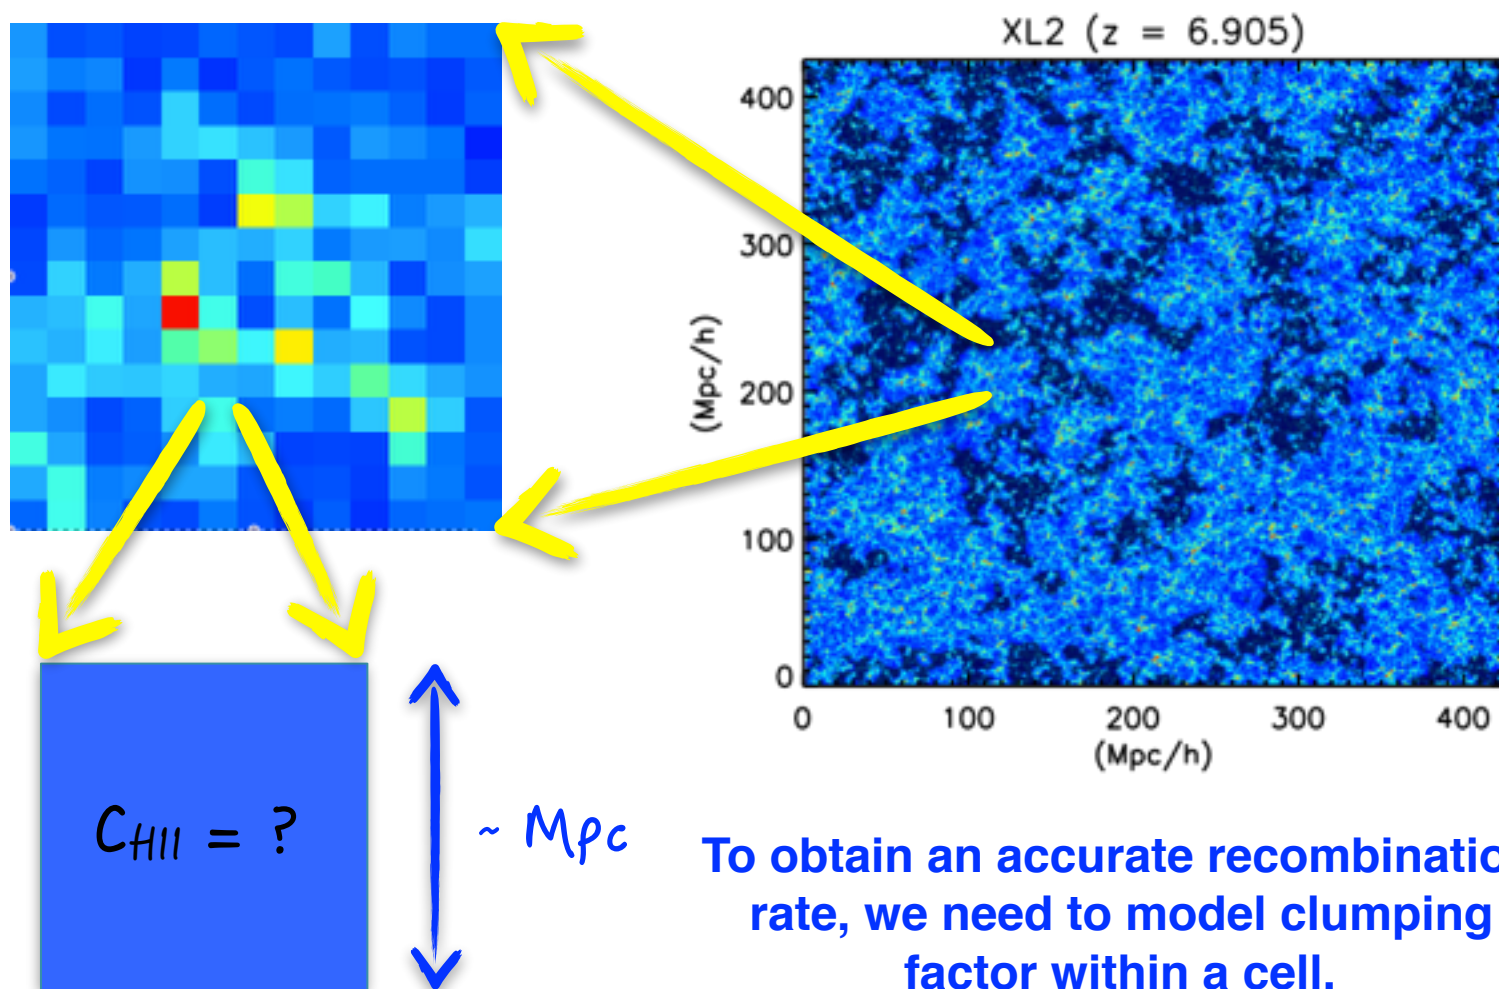 XL2 (z = 6.905)
400
300
200
100
0
(Mpc/h)
0 100 200 300 400
(Mpc/h)
C HII = ?
~ Mpc
To obtain an accurate recombinatio
rate, we need to model clumping
factor within a cell.